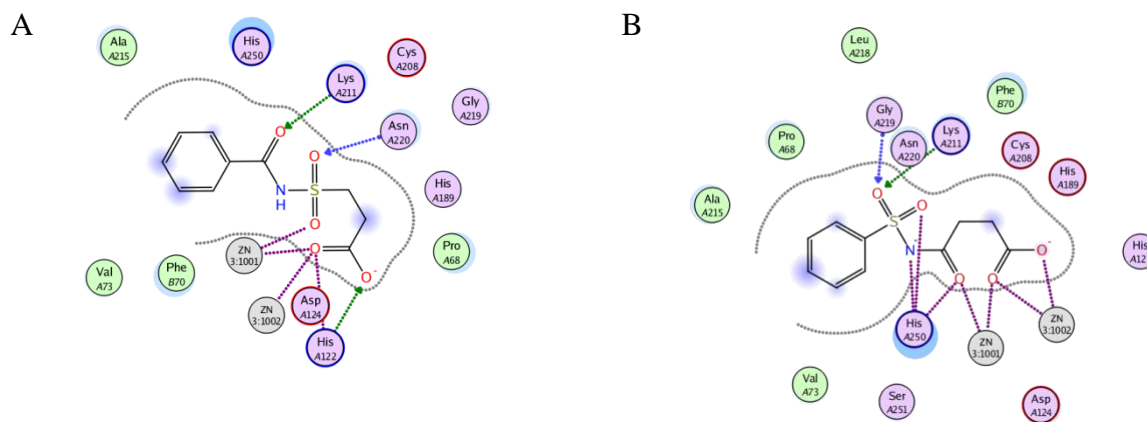 A
Ala
A215
His
A250
Cys
A208
Lys
A211
Gly
A219
Asn
A220
O
O
S
N
H
O
His
A189
ZN
3:1001
O
O-
Pro
A68
Val
A73
Phe
B70
ZN
3:1002
Asp
A124
His
A122
B
Leu
A218
Phe
B70
Gly
A219
Pro
A68
Asn
A220
Lys
A211
Cys
A208
His
A189
Ala
A215
O
O
S
N-
O
O
O-
His
A12
His
A250
ZN
3:1001
ZN
3:1002
Val
A73
Ser
A251
Asp
A124